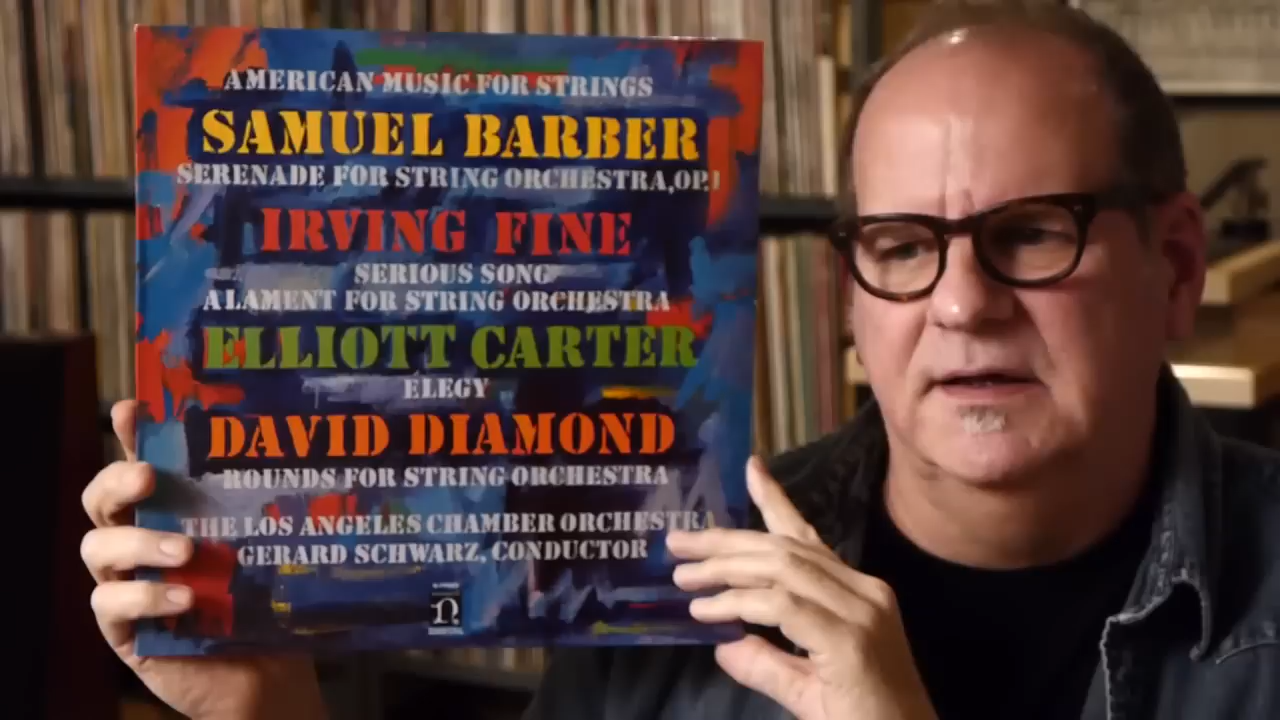 AMERICAN MUSIC FOR STRINGS
SAMUEL BARBER
SERENADE FOR STRING ORCHESTRA, OP.1
IRVING FINE
SERIOUS SONG
A LAMENT FOR STRING ORCHESTRA
ELLIOTT CARTER
ELEGY
DAVID DIAMOND
ROUNDS FOR STRING ORCHESTRA
THE LOS ANGELES CHAMBER ORCHESTRA
GERARD SCHWARZ, CONDUCTOR